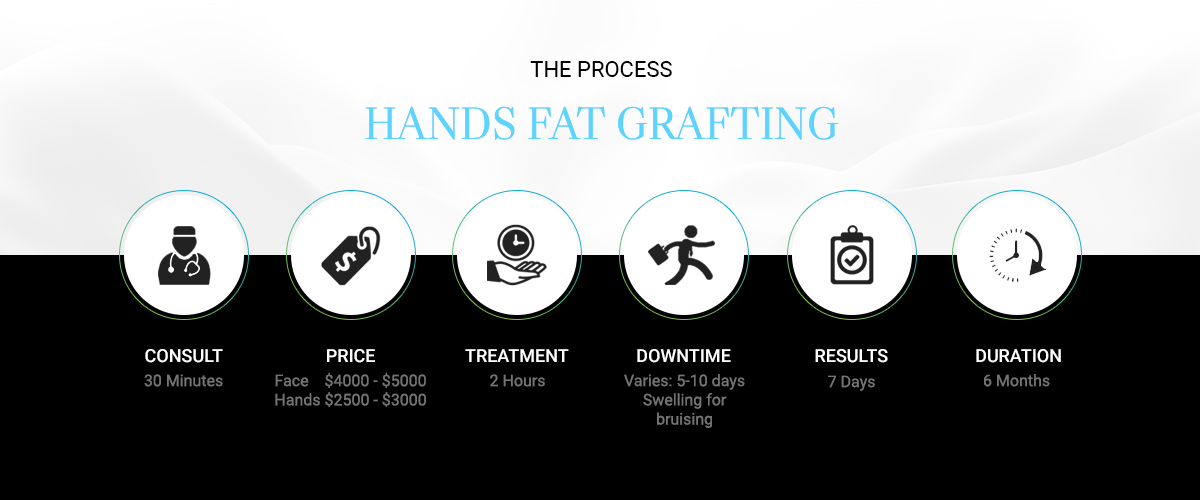 THE PROCESS
HANDS FAT GRAFTING
CONSULT
30 Minutes
PRICE
Face $4000 - $5000
Hands $2500 - $3000
TREATMENT
2 Hours
DOWNTIME
Varies: 5-10 days
Swelling for
bruising
RESULTS
7 Days
DURATION
6 Months